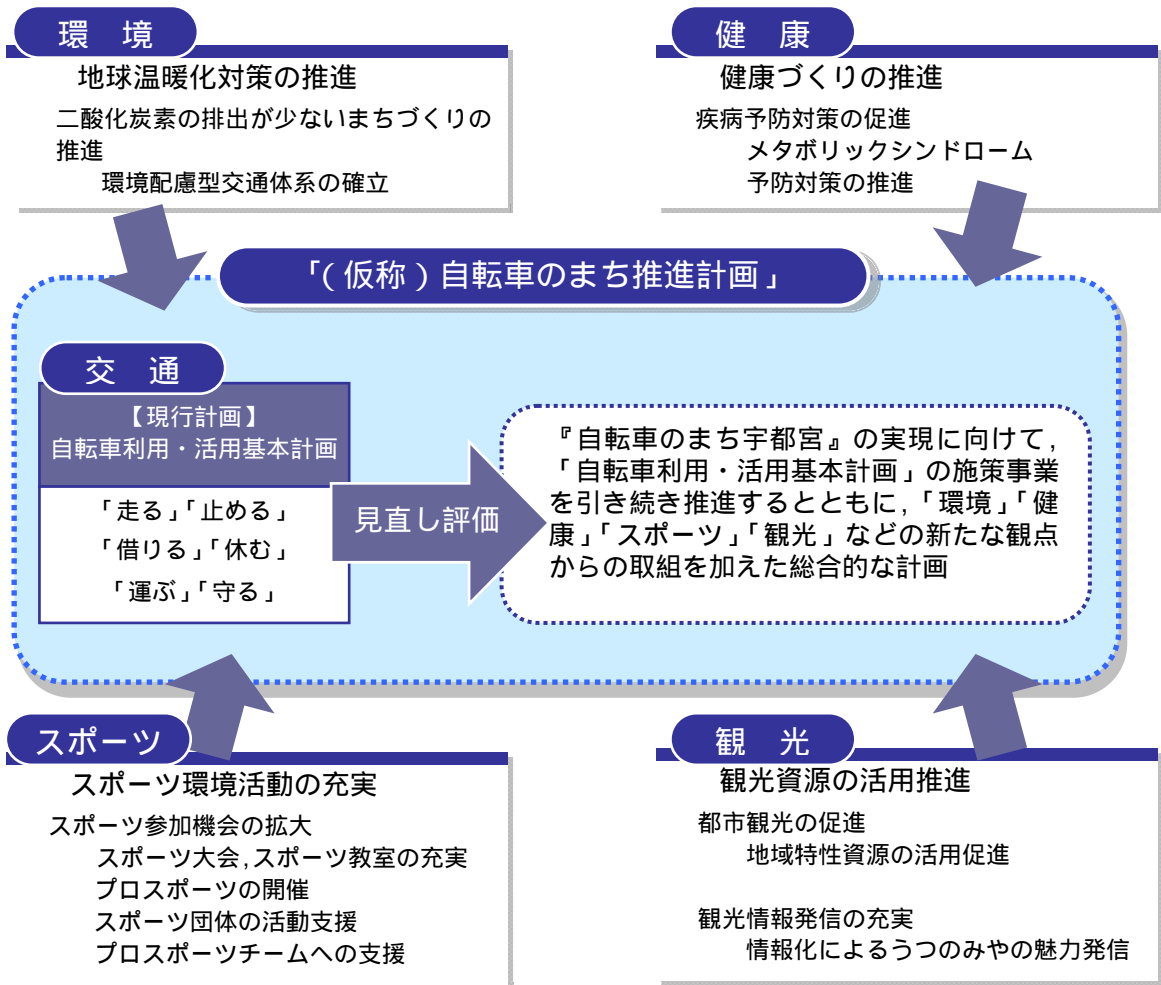 環　境
地球温暖化対策の推進
二酸化炭素の排出が少ないまちづくりの
推進
環境配慮型交通体系の確立
健　康
健康づくりの推進
疾病予防対策の促進
メタボリックシンドローム
予防対策の推進
「(仮称)自転車のまち推進計画」
交　通
【現行計画】
自転車利用・活用基本計画
「走る」「止める」
「借りる」「休む」
「運ぶ」「守る」
見直し評価
『自転車のまち宇都宮』の実現に向けて，
「自転車利用・活用基本計画」の施策事業
を引き続き推進するとともに，「環境」「健
康」「スポーツ」「観光」などの新たな観点
からの取組を加えた総合的な計画
スポーツ
スポーツ環境活動の充実
スポーツ参加機会の拡大
スポーツ大会，スポーツ教室の充実
プロスポーツの開催
スポーツ団体の活動支援
プロスポーツチームへの支援
観　光
観光資源の活用推進
都市観光の促進
地域特性資源の活用促進
観光情報発信の充実
情報化によるうつのみやの魅力発信